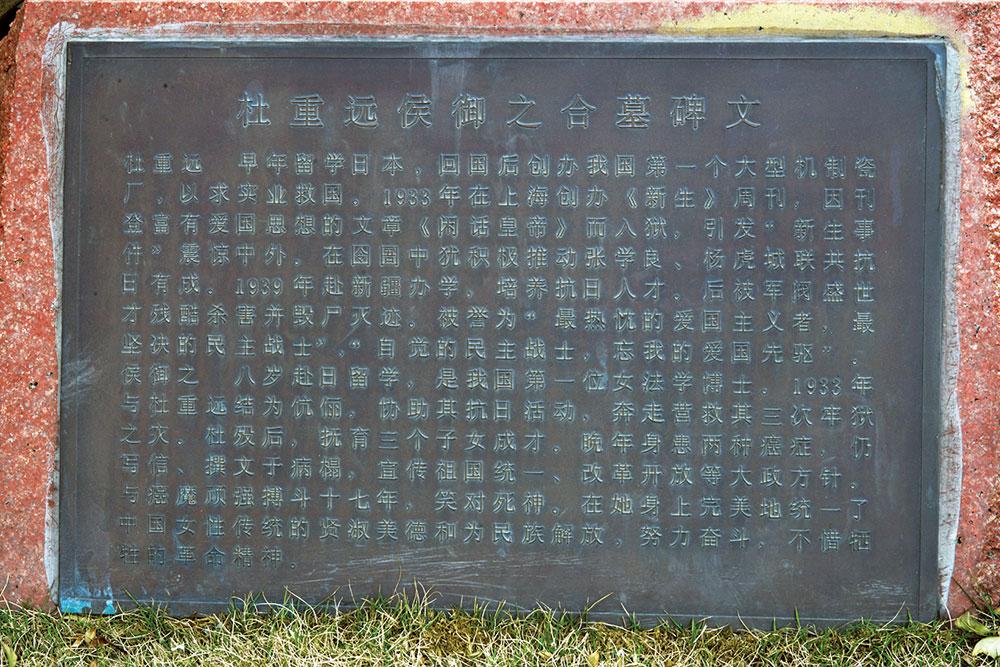 杜重远侯御之合墓碑文
杜重远 早年留学日本,回国后创办我国第一个大型机制瓷
厂,以求实业救国。1933年在上海创办《新生》周刊,因刊
登富有爱国思想的文章《闲话皇帝》而入狱,引发“新生事
件”震惊中外,在囹圄中犹积极推动张学良、杨虎城联共抗
日有成。1939年赴新疆办学,培养抗日人才,后被军阀盛世
才残酷杀害并毁尸灭迹。被誉为“最热忱的爱国主义者,最
坚决的民主战士”,“自觉的民主战士,忘我的爱国先驱”.
侯御之 八岁赴日留学,是我国第一位女法学博士.1933年
与杜重远结为伉俪,协助其抗日活动、奔走营救其三次牢狱
之灾.杜殁后,抚育三个子女成才.晚年身患两种癌症,仍
写信、撰文于病榻,宣传祖国统一、改革开放等大政方针.
与癌魔顽强搏斗十七年,笑对死神.在她身上完美地统一了
中国女性传统的贤淑美德和为民族解放,努力奋斗,不惜牺
牲的革命精神.